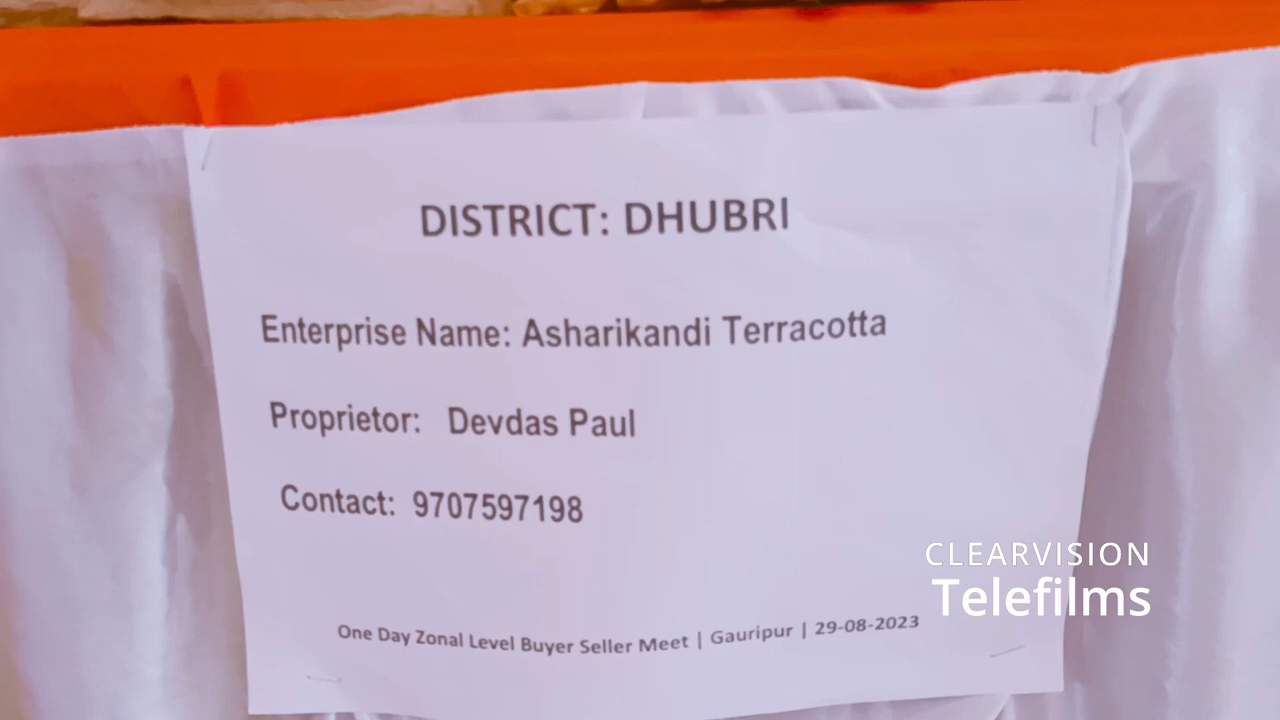 DISTRICT: DHUBRI
Enterprise Name: Asharikandi Terracotta
Proprietor: Devdas Paul
Contact: 9707597198
CLEARVISION
Telefilms
One Day Zonal Level Buyer Seller Meet | Gauripur | 29-08-2023